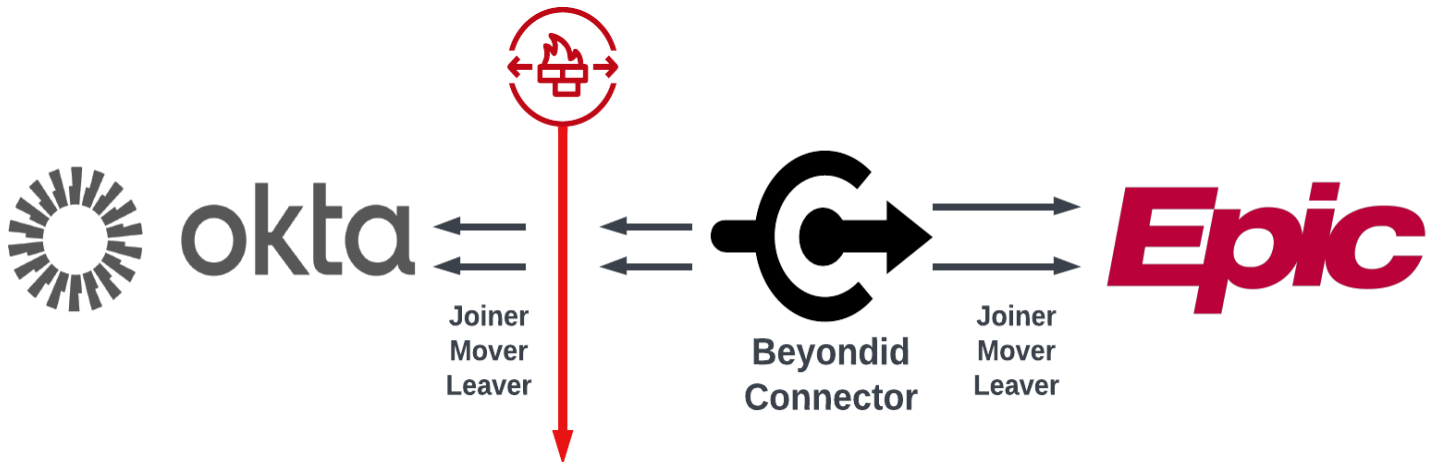 okta
Joiner
Mover
Leaver
Beyondid
Connector
Joiner
Mover
Leaver
Epic